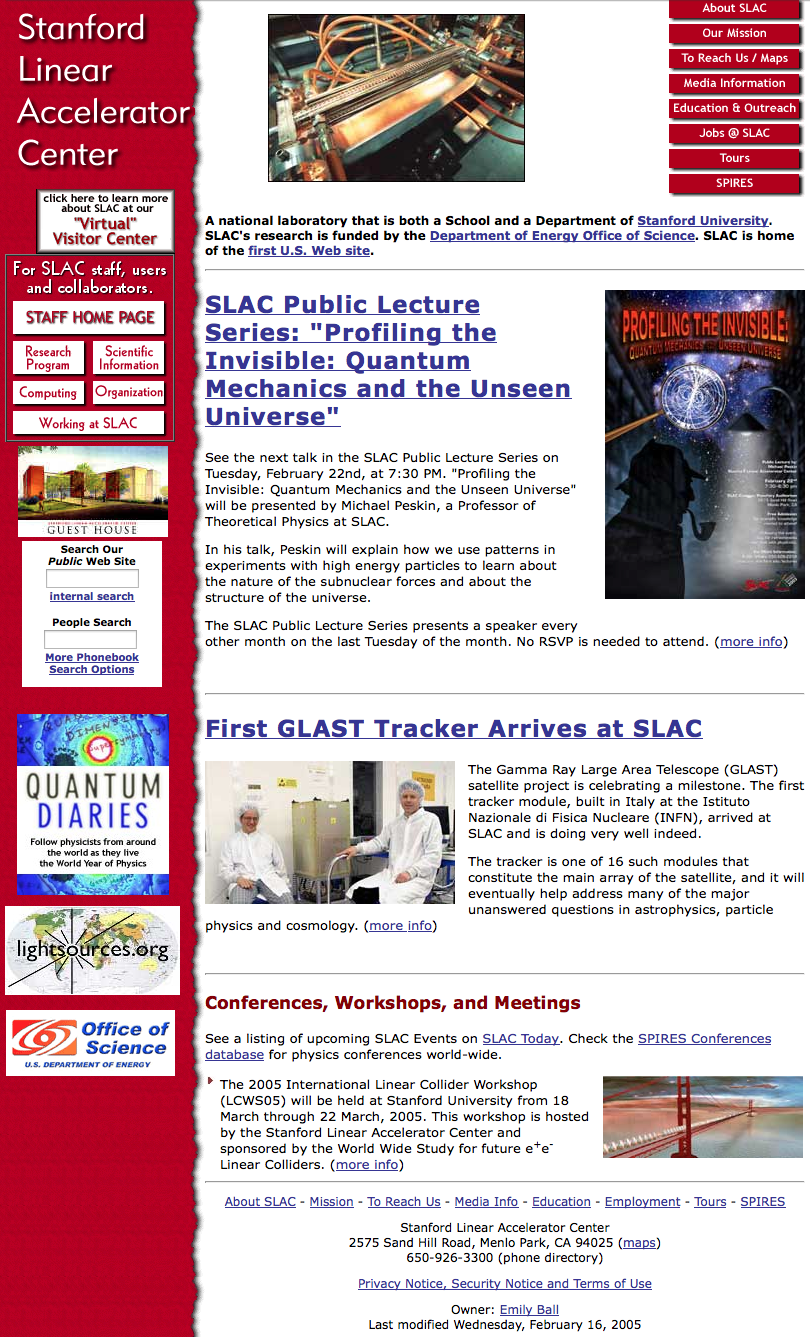 Stanford
Linear
Accelerator
Center
click here to learn more
about SLAC at our
"Virtual"
Visitor Center
For SLAC staff, users
and collaborators.
STAFF HOME PAGE
Research
Program
Scientific
Information
Computing
Organization
Working at SLAC
GUEST HOUSE
Search Our
Public Web Site
internal search
People Search
More Phonebook
Search Options
QUANTUM
DIARIES
Follow physicists from around
the world as they live
the World Year of Physics
lightsources.org
Office of
Science
U.S. DEPARTMENT OF ENERGY
About SLAC
Our Mission
To Reach Us / Maps
Media Information
Education & Outreach
Jobs @ SLAC
Tours
SPIRES
A national laboratory that is both a School and a Department of Stanford University.
SLAC's research is funded by the Department of Energy Office of Science. SLAC is home
of the first U.S. Web site.
SLAC Public Lecture
Series: "Profiling the
Invisible: Quantum
Mechanics and the Unseen
Universe"
PROFILING THE INVISIBLE:
QUANTUM MECHANICS AND THE UNSEEN UNIVERSE
See the next talk in the SLAC Public Lecture Series on
Tuesday, February 22nd, at 7:30 PM. "Profiling the
Invisible: Quantum Mechanics and the Unseen Universe"
will be presented by Michael Peskin, a Professor of
Theoretical Physics at SLAC.
In his talk, Peskin will explain how we use patterns in
experiments with high energy particles to learn about
the nature of the subnuclear forces and about the
structure of the universe.
The SLAC Public Lecture Series presents a speaker every
other month on the last Tuesday of the month. No RSVP is needed to attend. (more info)
First GLAST Tracker Arrives at SLAC
The Gamma Ray Large Area Telescope (GLAST)
satellite project is celebrating a milestone. The first
tracker module, built in Italy at the Istituto
Nazionale di Fisica Nucleare (INFN), arrived at
SLAC and is doing very well indeed.
The tracker is one of 16 such modules that
constitute the main array of the satellite, and it will
eventually help address many of the major
unanswered questions in astrophysics, particle
physics and cosmology. (more info)
Conferences, Workshops, and Meetings
See a listing of upcoming SLAC Events on SLAC Today. Check the SPIRES Conferences
database for physics conferences world-wide.
The 2005 International Linear Collider Workshop
(LCWS05) will be held at Stanford University from 18
March through 22 March, 2005. This workshop is hosted
by the Stanford Linear Accelerator Center and
sponsored by the World Wide Study for future e+e-
Linear Colliders. (more info)
About SLAC - Mission - To Reach Us - Media Info - Education - Employment - Tours - SPIRES
Stanford Linear Accelerator Center
2575 Sand Hill Road, Menlo Park, CA 94025 (maps)
650-926-3300 (phone directory)
Privacy Notice, Security Notice and Terms of Use
Owner: Emily Ball
Last modified Wednesday, February 16, 2005